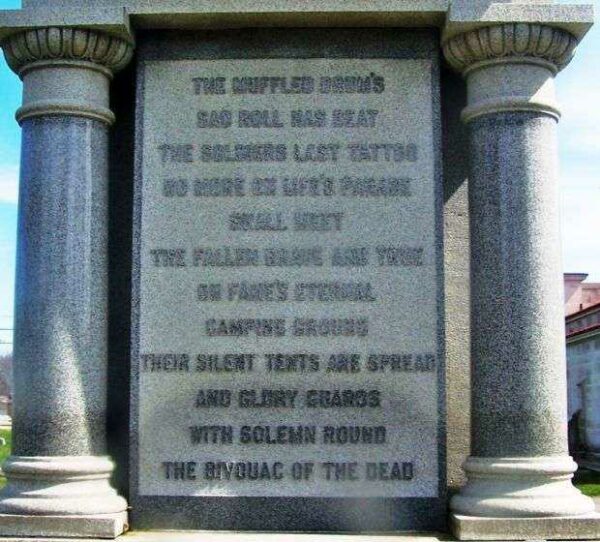 THE MUFFLED DRUM'S
SAD ROLL HAS BEAT
THE SOLDIERS LAST TATTOO
NO MORE ON LIFE'S PARADE
SHALL MEET
THE FALLEN BRAVE AND TRUE
ON FAME'S ETERNAL
CAMPING GROUND
THEIR SILENT TENTS ARE SPREAD
AND GLORY GUARDS
WITH SOLEMN ROUND
THE BIVOUAC OF THE DEAD